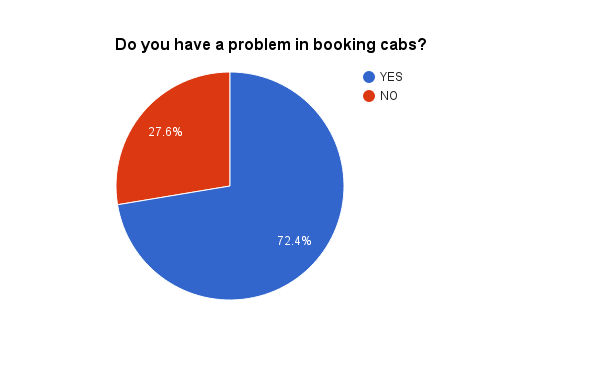 Do you have a problem in booking cabs?
YES
NO
27.6%
72.4%